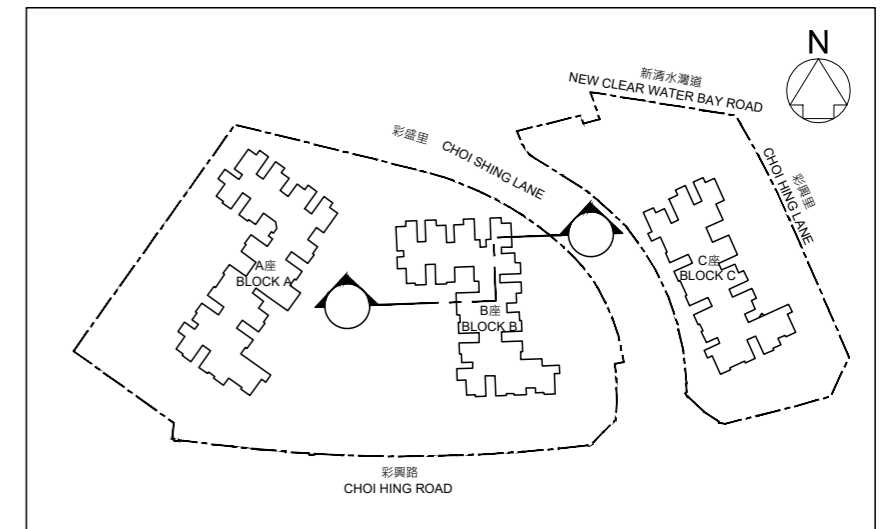 N
新清水灣道
NEW CLEAR WATER BAY ROAD
彩盛里
CHOI SHING LANE
彩興里
CHOI HING LANE
A座
BLOCK A
B座
BLOCK B
C座
BLOCK C
彩興路
CHOI HING ROAD